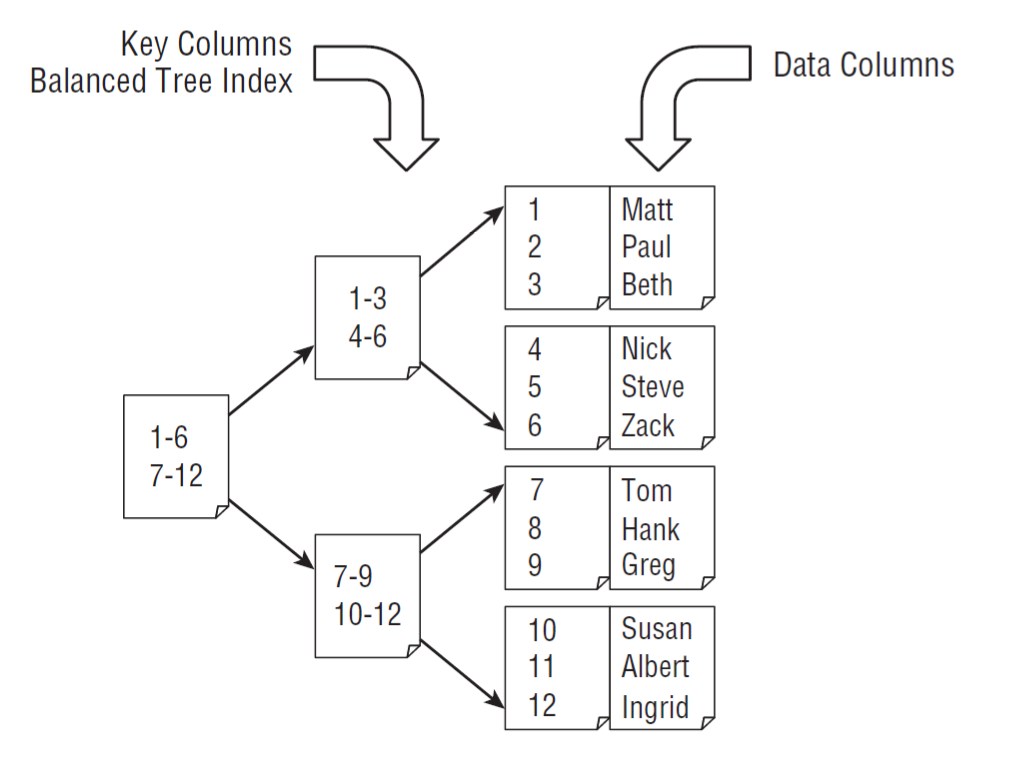 Key Columns
Balanced Tree Index
Data Columns
1-6
7-12
1-3
4-6
7-9
10-12
1 Matt
2 Paul
3 Beth
4 Nick
5 Steve
6 Zack
7 Tom
8 Hank
9 Greg
10 Susan
11 Albert
12 Ingrid